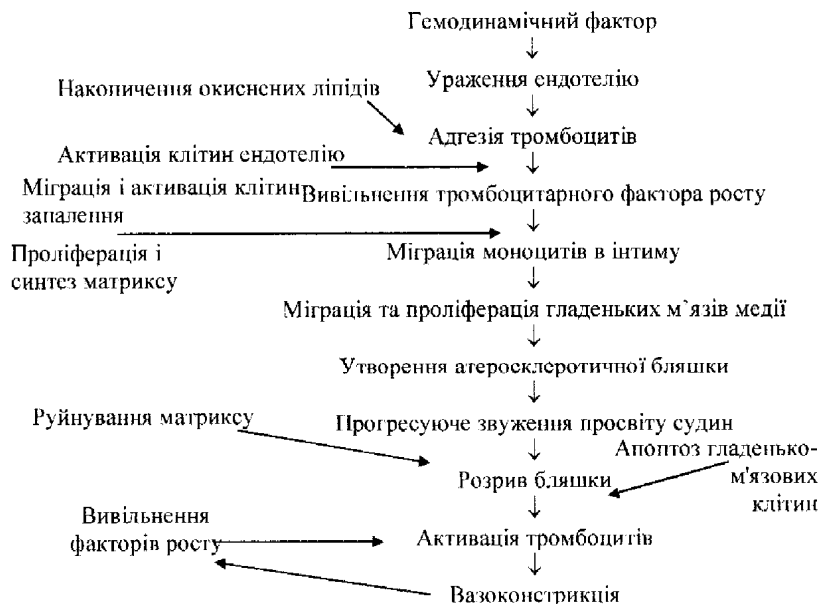 Гемодинамічний фактор
Ураження ендотелію
Накопичення окиснених ліпідів
Адгезія тромбоцитів
Активація клітин ендотелію
Міграція і активація клітин
запалення
Вивільнення тромбоцитарного фактора росту
Проліферація і
синтез матриксу
Міграція моноцитів в інтиму
Міграція та проліферація гладеньких м`язів медії
Утворення атеросклеротичної бляшки
Руйнування матриксу
Прогресуюче звуження просвіту судин
Апоптоз гладенько-
м'язових
клітин
Розрив бляшки
Вивільнення
факторів росту
Активація тромбоцитів
Вазоконстрикція